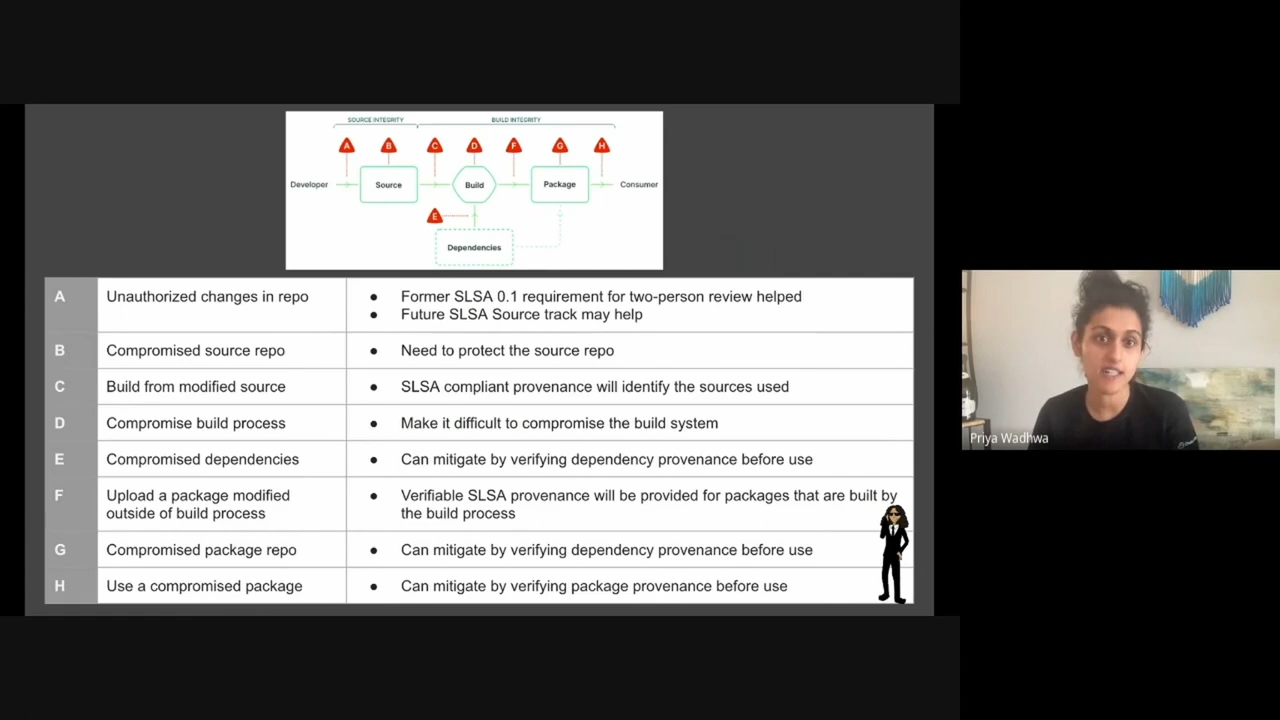 SOURCE INTEGRITY BUILD INTEGRITY
A B C D F G H
Developer Source Build Package Consumer
E
Dependencies
A Unauthorized changes in repo ● Former SLSA 0.1 requirement for two-person review helped
● Future SLSA Source track may help
B Compromised source repo ● Need to protect the source repo
C Build from modified source ● SLSA compliant provenance will identify the sources used
D Compromise build process ● Make it difficult to compromise the build system
E Compromised dependencies ● Can mitigate by verifying dependency provenance before use
F Upload a package modified ● Verifiable SLSA provenance will be provided for packages that are built by
outside of build process the build process
G Compromised package repo ● Can mitigate by verifying dependency provenance before use
H Use a compromised package ● Can mitigate by verifying package provenance before use
Priya Wadhwa